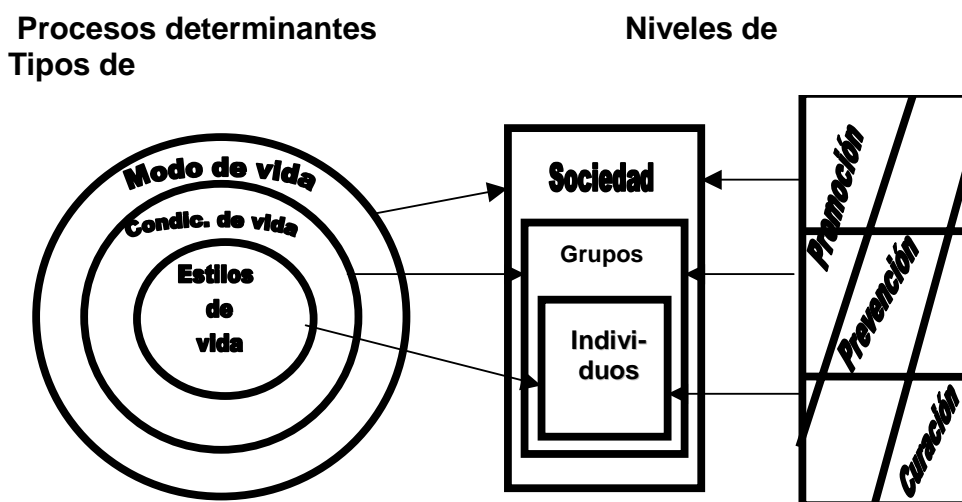 Procesos determinantes Niveles de
Tipos de
Modo de vida
Condic. de vida
Estilos
de
vida
Sociedad
Grupos
Indivi-
duos
Promoción
Prevención
Curación